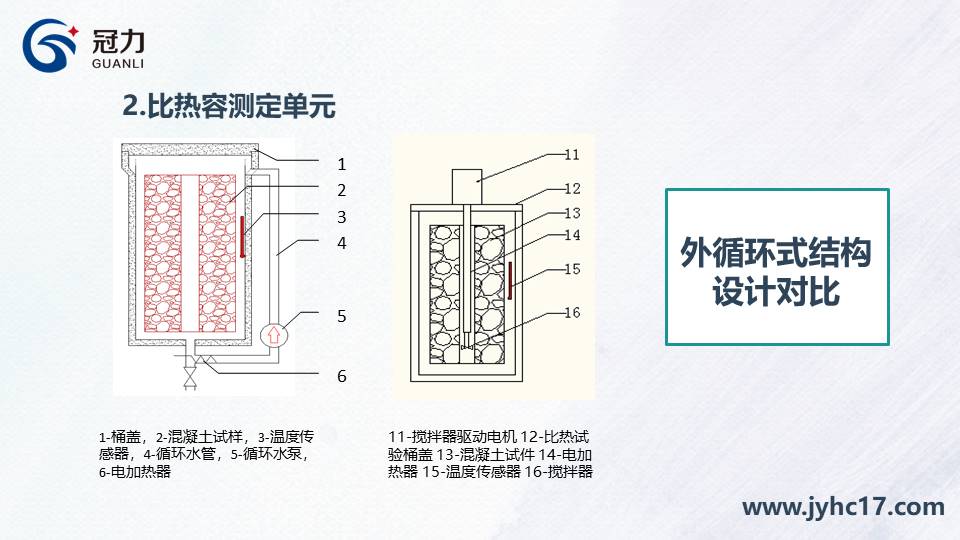 冠力
GUANLI
2.比热容测定单元
1
2
3
4
5
6
11
12
13
14
15
16
外循环式结构
设计对比
1-桶盖，2-混凝土试样，3-温度传
感器，4-循环水管，5-循环水泵，
6-电加热器
11-搅拌器驱动电机 12-比热试
验桶盖 13-混凝土试件 14-电加
热器 15-温度传感器 16-搅拌器
www.jyhc17.com